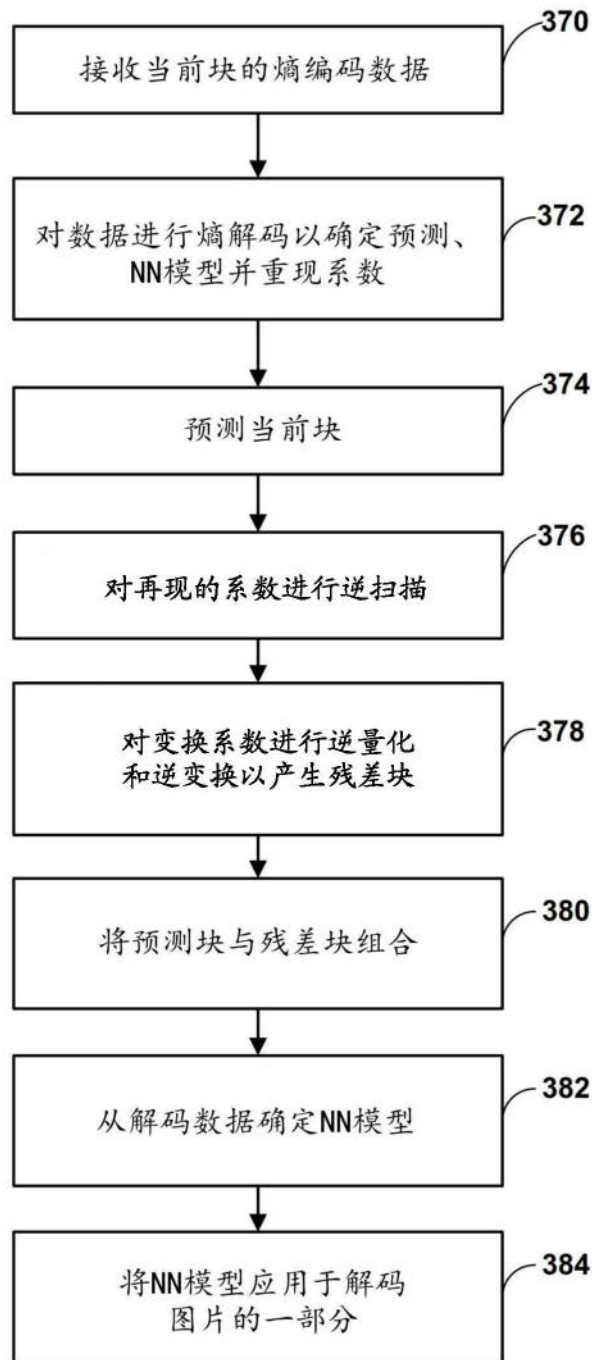 370
接收当前块的熵编码数据
372
对数据进行熵解码以确定预测、
NN模型并重现系数
374
预测当前块
376
对再现的系数进行逆扫描
378
对变换系数进行逆量化
和逆变换以产生残差块
380
将预测块与残差块组合
382
从解码数据确定NN模型
384
将NN模型应用于解码
图片的一部分